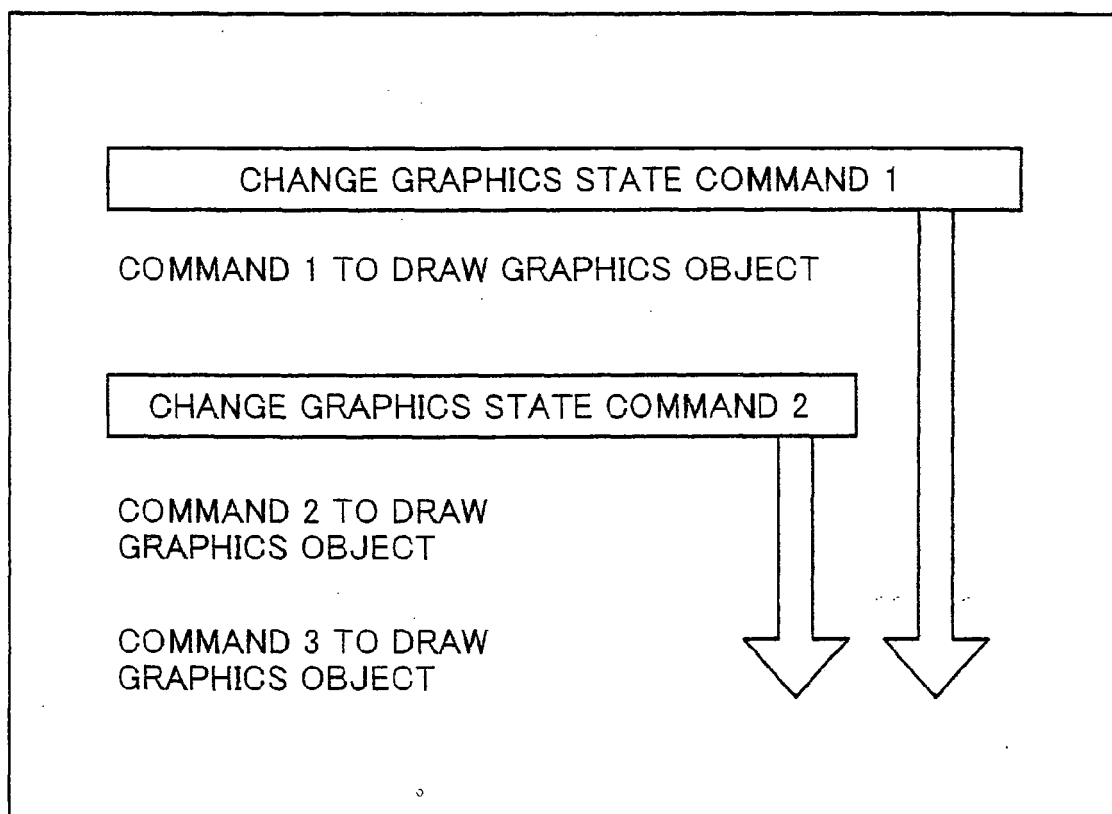 CHANGE GRAPHICS STATE COMMAND 1
COMMAND 1 TO DRAW GRAPHICS OBJECT
CHANGE GRAPHICS STATE COMMAND 2
COMMAND 2 TO DRAW
GRAPHICS OBJECT
COMMAND 3 TO DRAW
GRAPHICS OBJECT